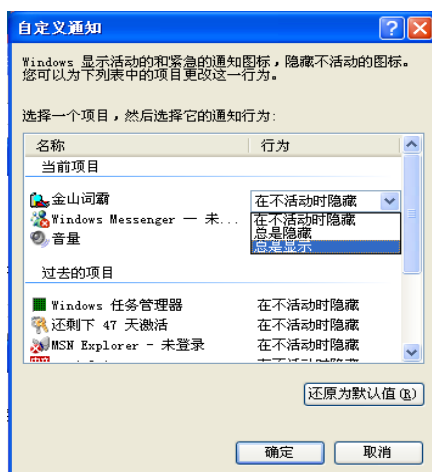 自定义通知
Windows 显示活动的和紧急的通知图标，隐藏不活动的图标。
您可以为下列表中的项目更改这一行为。
选择一个项目，然后选择它的通知行为:
名称 行为
当前项目
金山词霸 在不活动时隐藏
Windows Messenger — 未... 在不活动时隐藏
总是隐藏
音量 总是显示
过去的项目
Windows 任务管理器 在不活动时隐藏
还剩下 47 天激活 在不活动时隐藏
MSN Explorer - 未登录 在不活动时隐藏
还原为默认值(R)
确定 取消